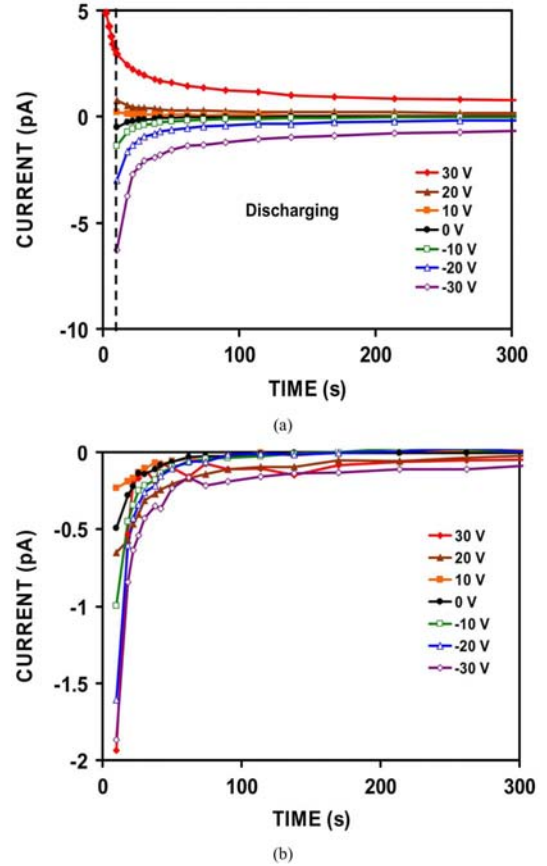 5
0
-5
-10
CURRENT (pA)
Discharging
30 V
20 V
10 V
0 V
-10 V
-20 V
-30 V
0
100
200
300
TIME (s)
(a)
0
-0.5
-1
-1.5
-2
CURRENT (pA)
30 V
20 V
10 V
0 V
-10 V
-20 V
-30 V
0
100
200
300
TIME (s)
(b)